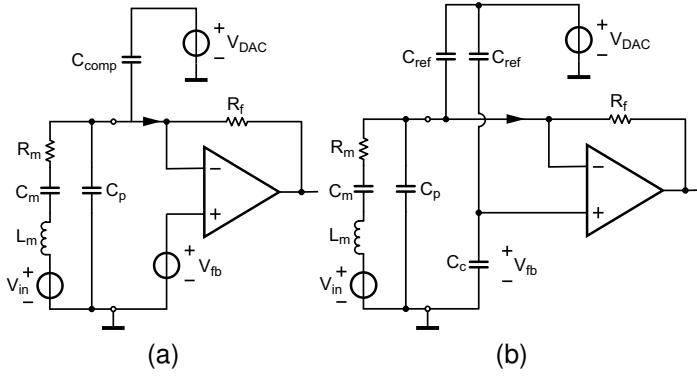 C_comp
+
−
V_DAC
R_f
R_m
C_m
C_p
L_m
V_in
+
−
−
+
+
−
V_fb
(a)
C_ref
C_ref
+
−
V_DAC
R_f
R_m
C_m
C_p
L_m
V_in
+
−
−
+
C_c
+
−
V_fb
(b)